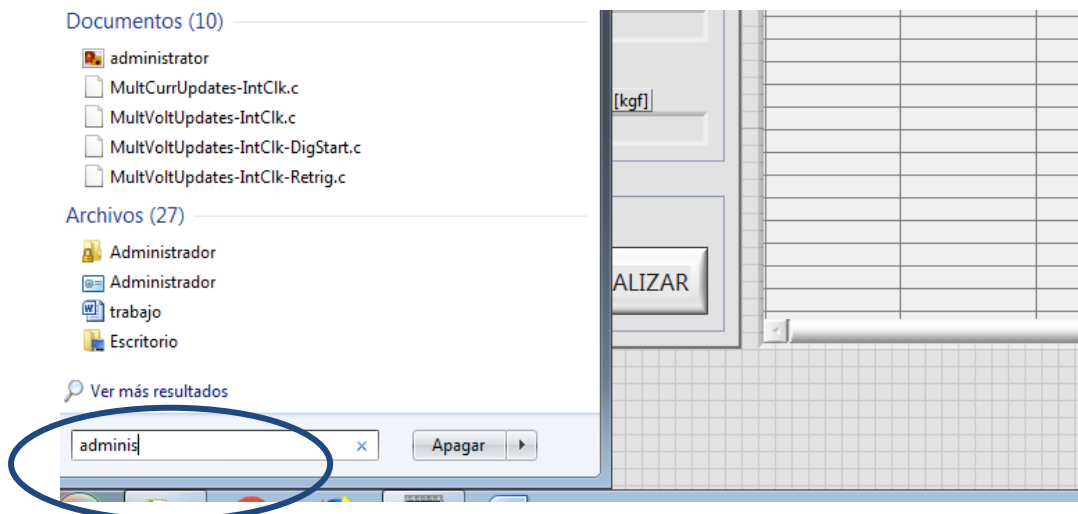 Documentos (10)
administrator
MultCurrUpdates-IntClk.c
MultVoltUpdates-IntClk.c
MultVoltUpdates-IntClk-DigStart.c
MultVoltUpdates-IntClk-Retrig.c
Archivos (27)
Administrador
Administrador
trabajo
Escritorio
Ver más resultados
adminis
Apagar
[kgf]
ALIZAR